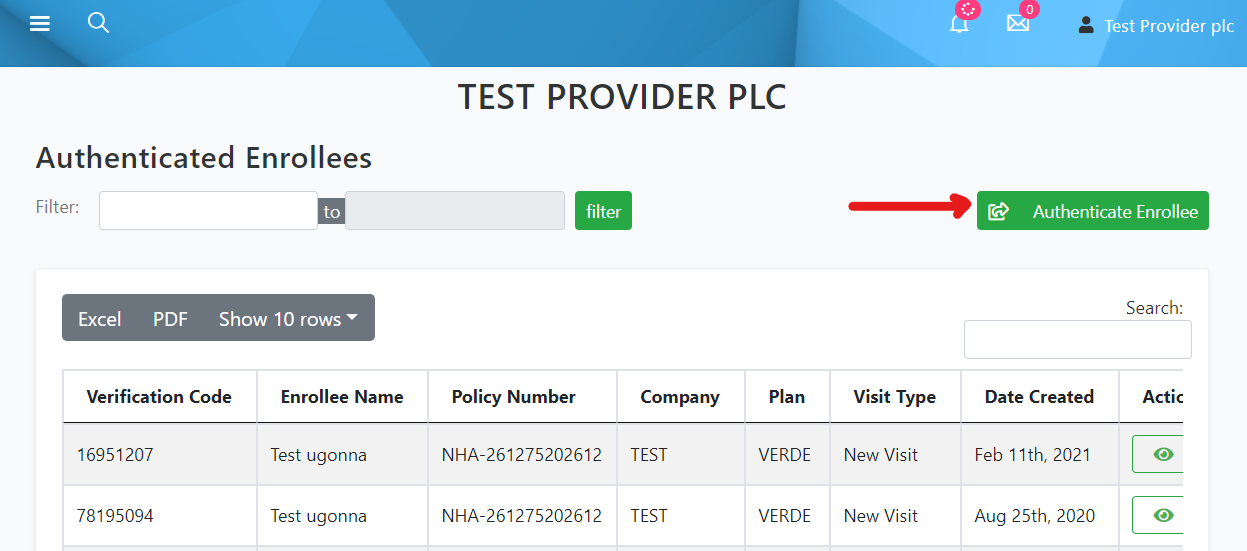 0
0 Test Provider plc
TEST PROVIDER PLC
Authenticated Enrollees
Filter: to filter Authenticate Enrollee
Excel PDF Show 10 rows
Search:
Verification Code Enrollee Name Policy Number Company Plan Visit Type Date Created Actio
16951207 Test ugonna NHA-261275202612 TEST VERDE New Visit Feb 11th, 2021
78195094 Test ugonna NHA-261275202612 TEST VERDE New Visit Aug 25th, 2020